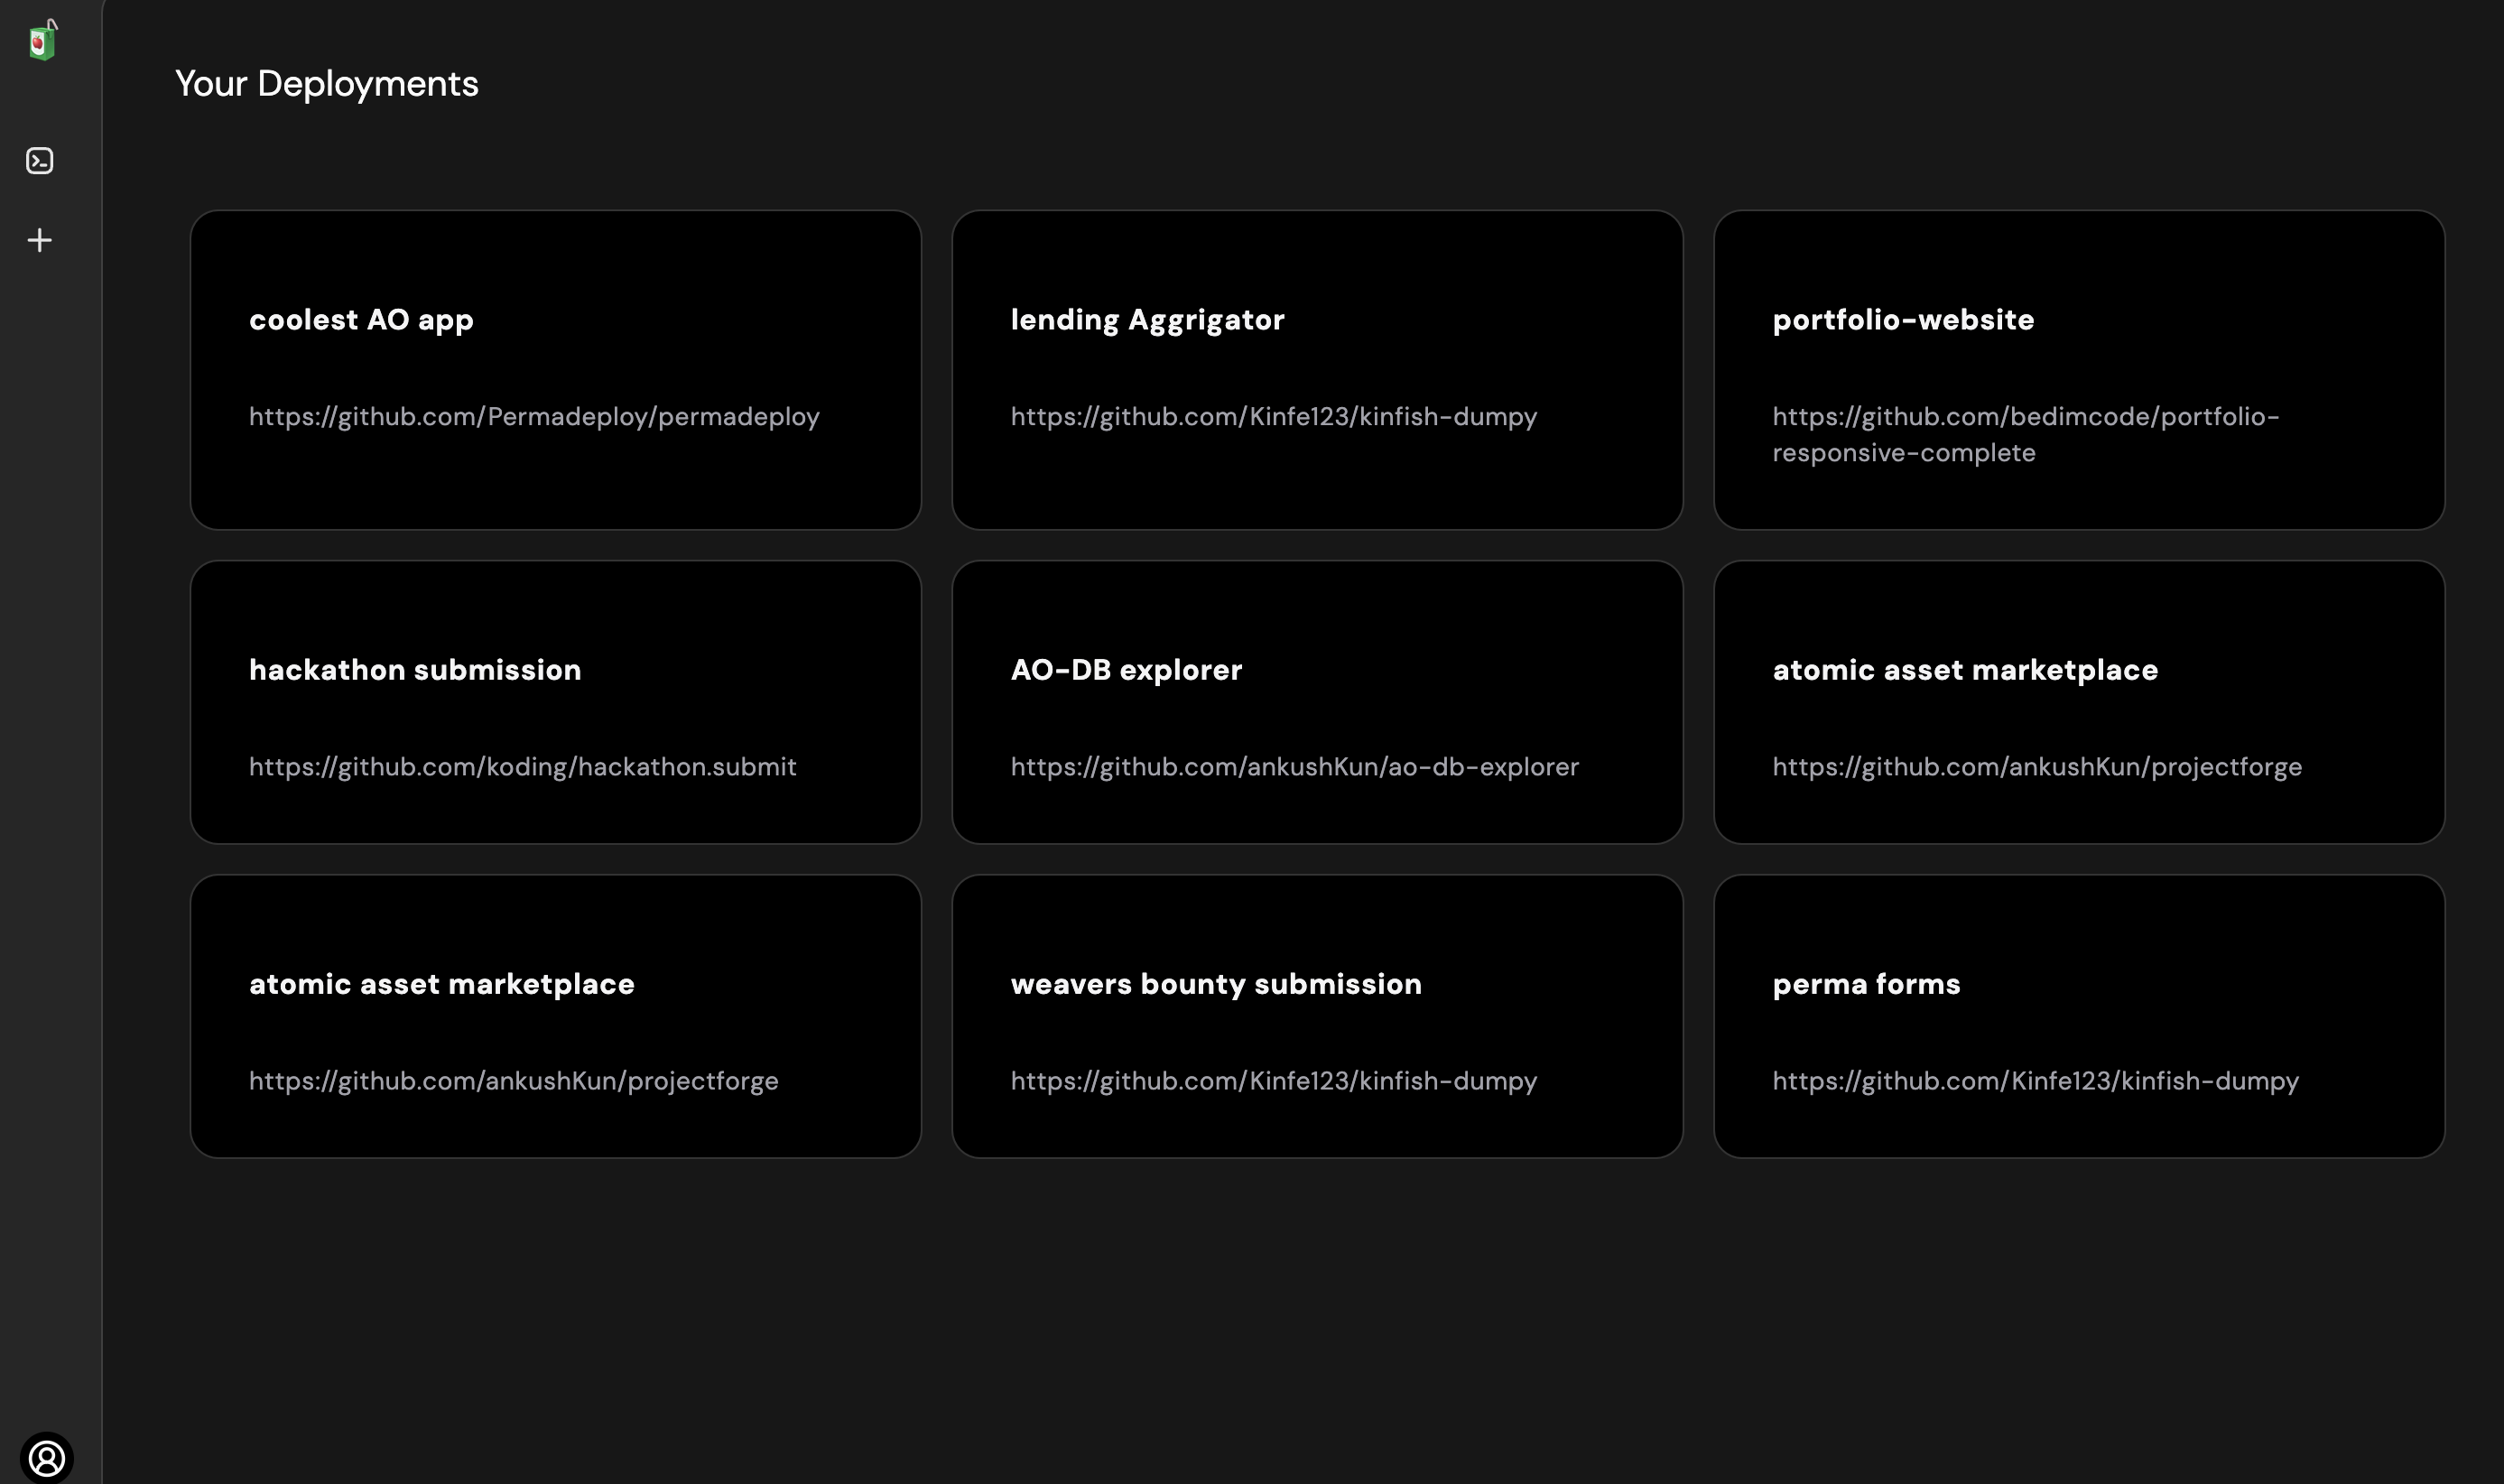 Your Deployments
coolest AO app
https://github.com/Permadeploy/permadeploy
lending Aggrigator
https://github.com/Kinfe123/kinfish-dumpy
portfolio-website
https://github.com/bedimcode/portfolio-
responsive-complete
hackathon submission
https://github.com/koding/hackathon.submit
AO-DB explorer
https://github.com/ankushKun/ao-db-explorer
atomic asset marketplace
https://github.com/ankushKun/projectforge
atomic asset marketplace
https://github.com/ankushKun/projectforge
weavers bounty submission
https://github.com/Kinfe123/kinfish-dumpy
perma forms
https://github.com/Kinfe123/kinfish-dumpy